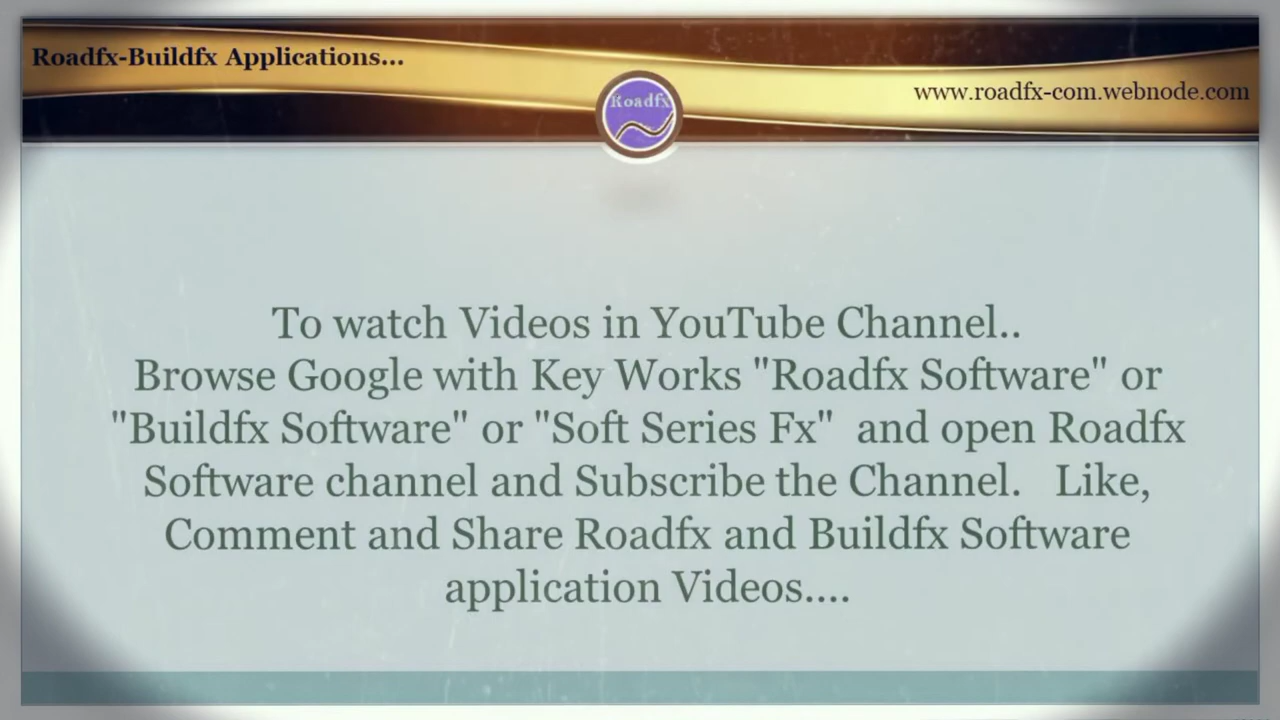 Roadfx-Buildfx Applications...
www.roadfx-com.webnode.com
Roadfx
To watch Videos in YouTube Channel..
Browse Google with Key Works "Roadfx Software" or
"Buildfx Software" or "Soft Series Fx" and open Roadfx
Software channel and Subscribe the Channel. Like,
Comment and Share Roadfx and Buildfx Software
application Videos....